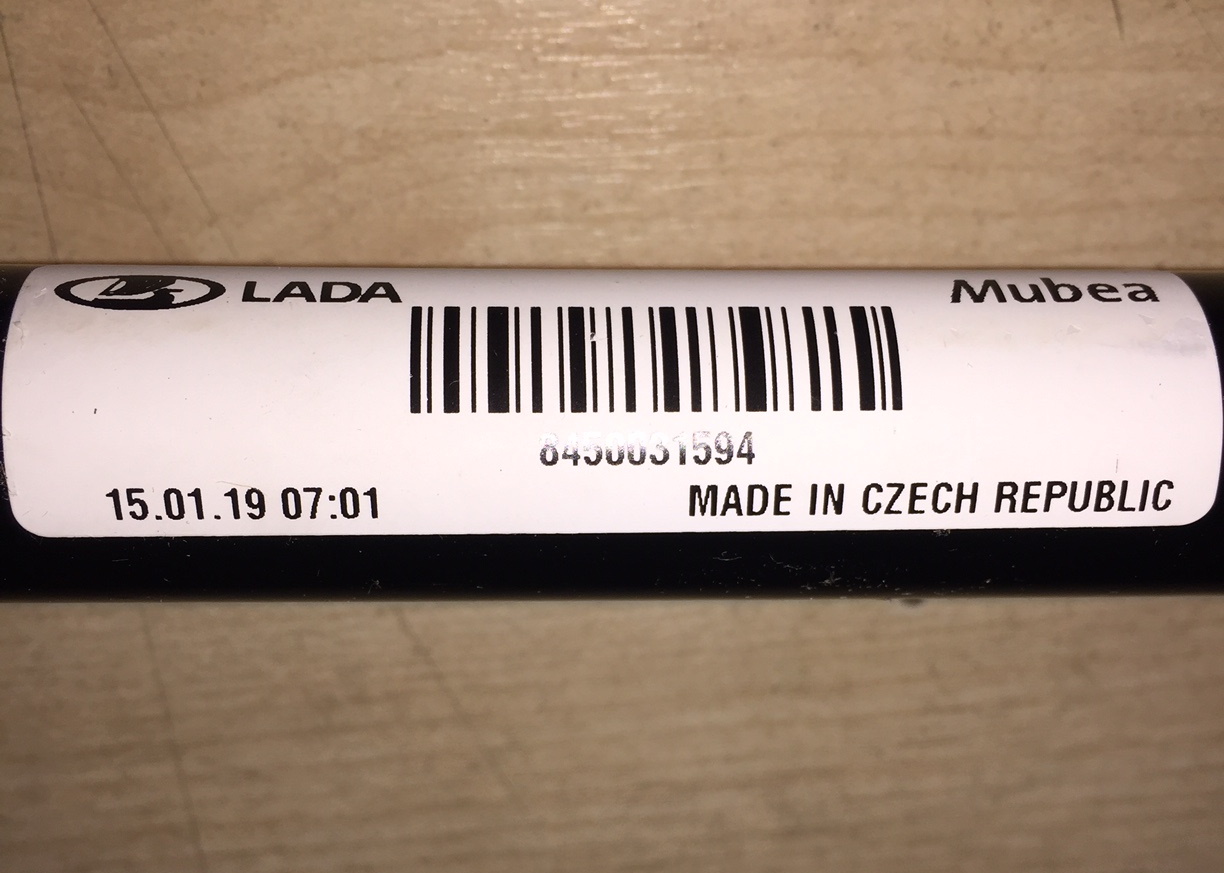 LADA Mubea
8450031594
15.01.19 07:01 MADE IN CZECH REPUBLIC